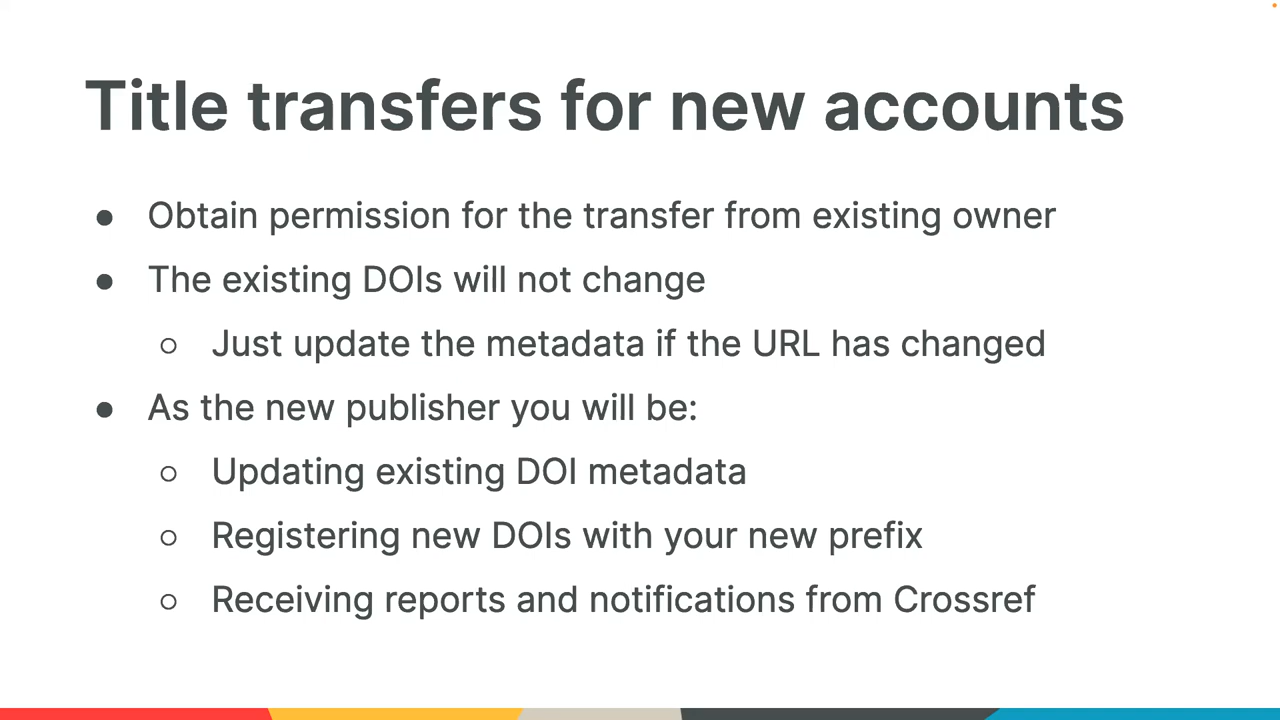 Title transfers for new accounts
● Obtain permission for the transfer from existing owner
● The existing DOIs will not change
○ Just update the metadata if the URL has changed
● As the new publisher you will be:
○ Updating existing DOI metadata
○ Registering new DOIs with your new prefix
○ Receiving reports and notifications from Crossref